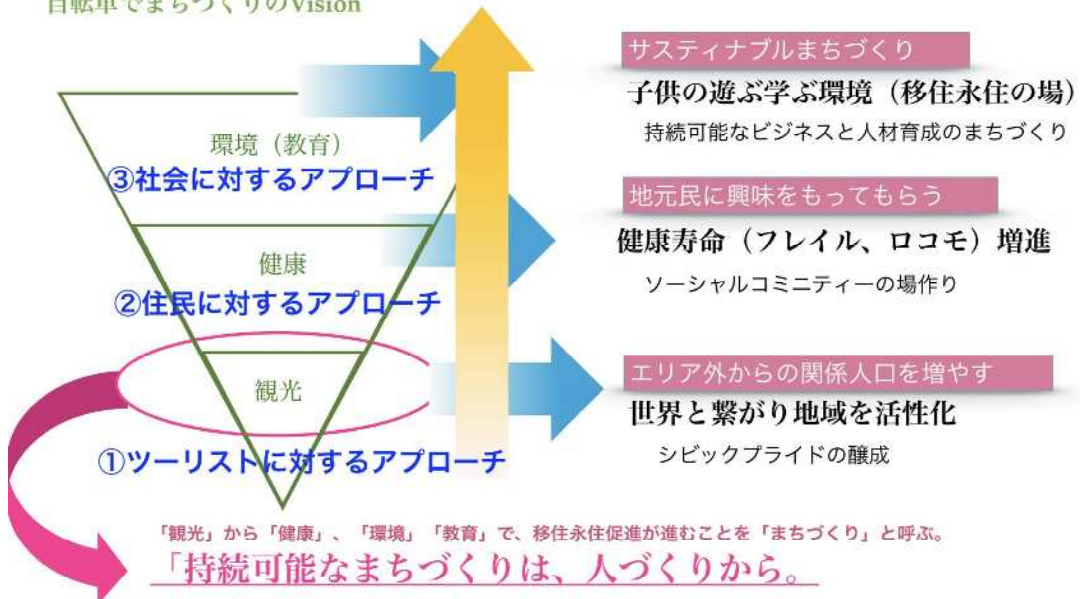 自転車でまちづくりのVision
環境（教育）
③社会に対するアプローチ
健康
②住民に対するアプローチ
観光
①ツーリストに対するアプローチ
サスティナブルまちづくり
子供の遊ぶ学ぶ環境（移住永住の場）
持続可能なビジネスと人材育成のまちづくり
地元民に興味をもってもらう
健康寿命（フレイル、ロコモ）増進
ソーシャルコミニティーの場作り
エリア外からの関係人口を増やす
世界と繋がり地域を活性化
シビックプライドの醸成
「観光」から「健康」、「環境」「教育」で、移住永住促進が進むことを「まちづくり」と呼ぶ。
「持続可能なまちづくりは、人づくりから。